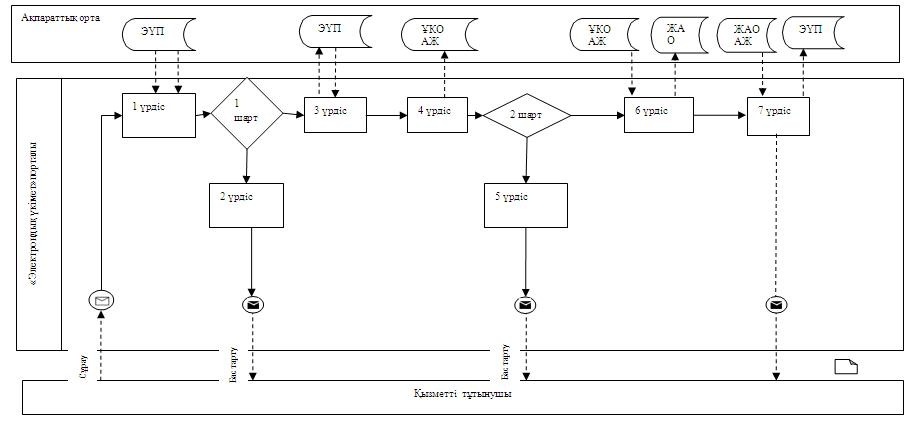 Ақпараттық орта
ЭҮП
ЭҮП
ҰКО
АЖ
ҰКО
АЖ
ЖА
О
ЖАО
АЖ
ЭҮП
«Электрондық үкімет»порталы
1 үрдіс
1
шарт
3 үрдіс
4 үрдіс
2 шарт
6 үрдіс
7 үрдіс
2 үрдіс
5 үрдіс
Сұрау
Бас тарту
Бас тарту
Қызметті тұтынушы